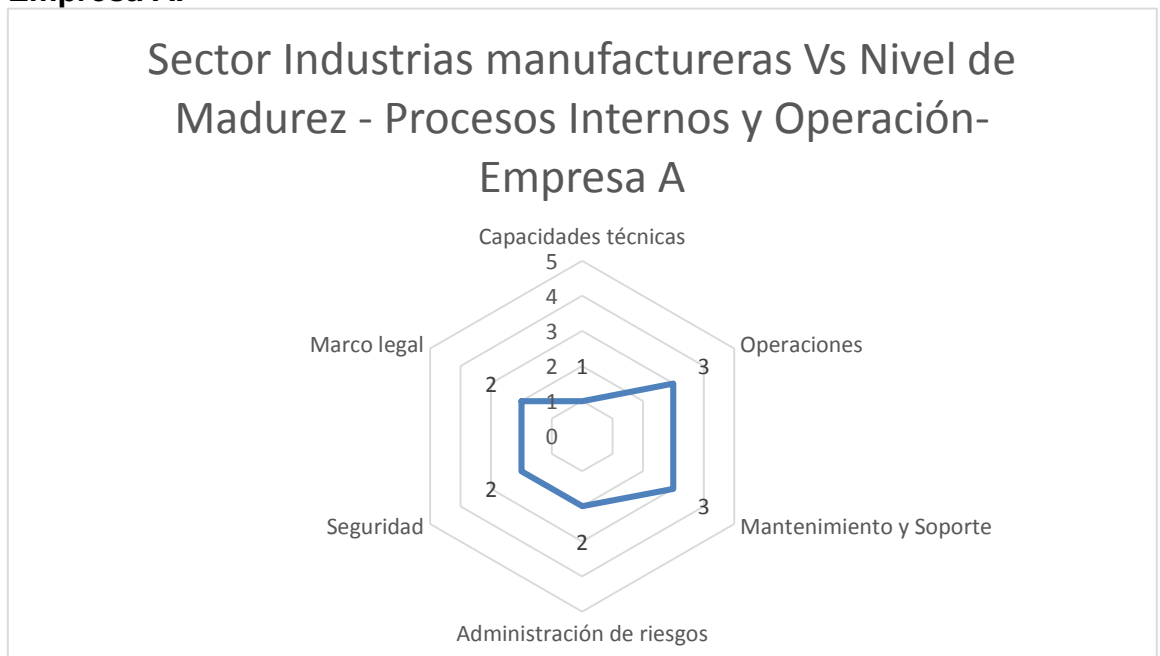 Sector Industrias manufactureras Vs Nivel de
Madurez - Procesos Internos y Operación-
Empresa A
Capacidades técnicas
5
4
3
2
1
0
1
Marco legal
Operaciones
2
3
2
3
Seguridad
Mantenimiento y Soporte
2
Administración de riesgos